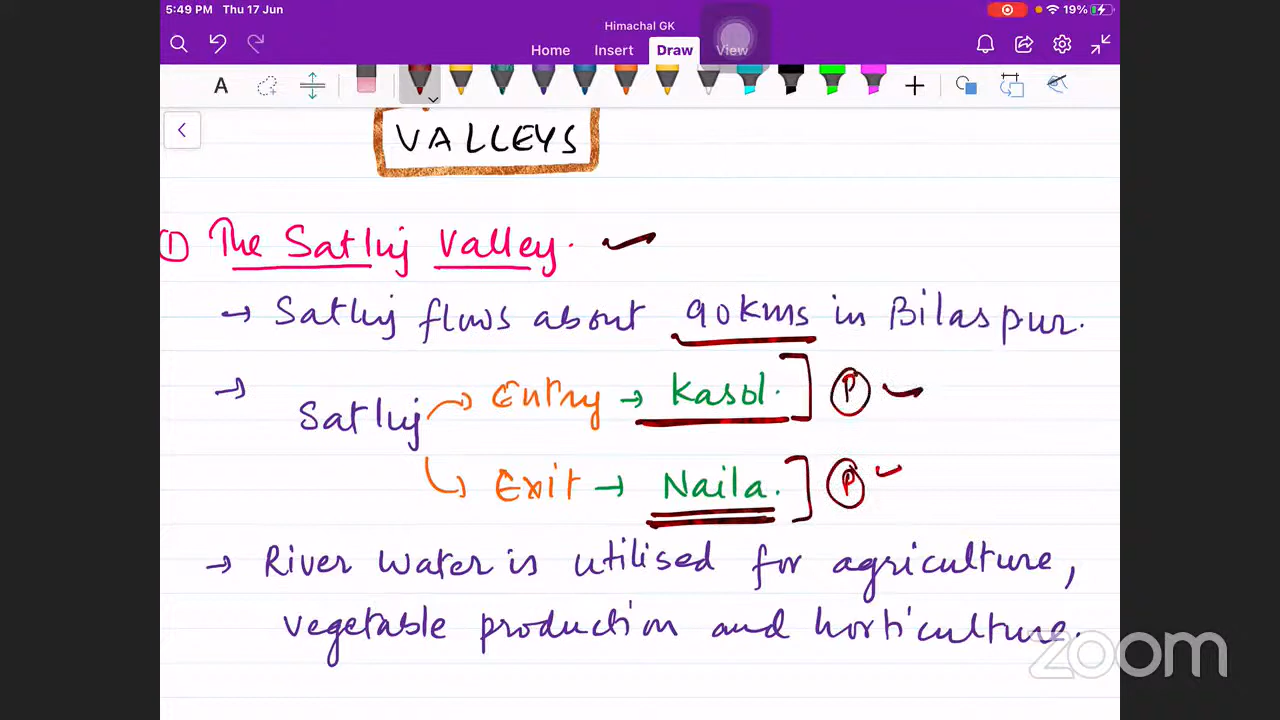 5:49 PM Thu 17 Jun
19%
Himachal GK
Home Insert Draw View
A
VALLEYS
① The Satluj Valley.
→ Satluj flows about 90kms in Bilaspur.
→ Satluj → Entry → Kasol. ] Ⓟ
→ Exit → Naila. ] Ⓟ
→ River Water is utilised for agriculture,
vegetable production and horticulture.
zoom